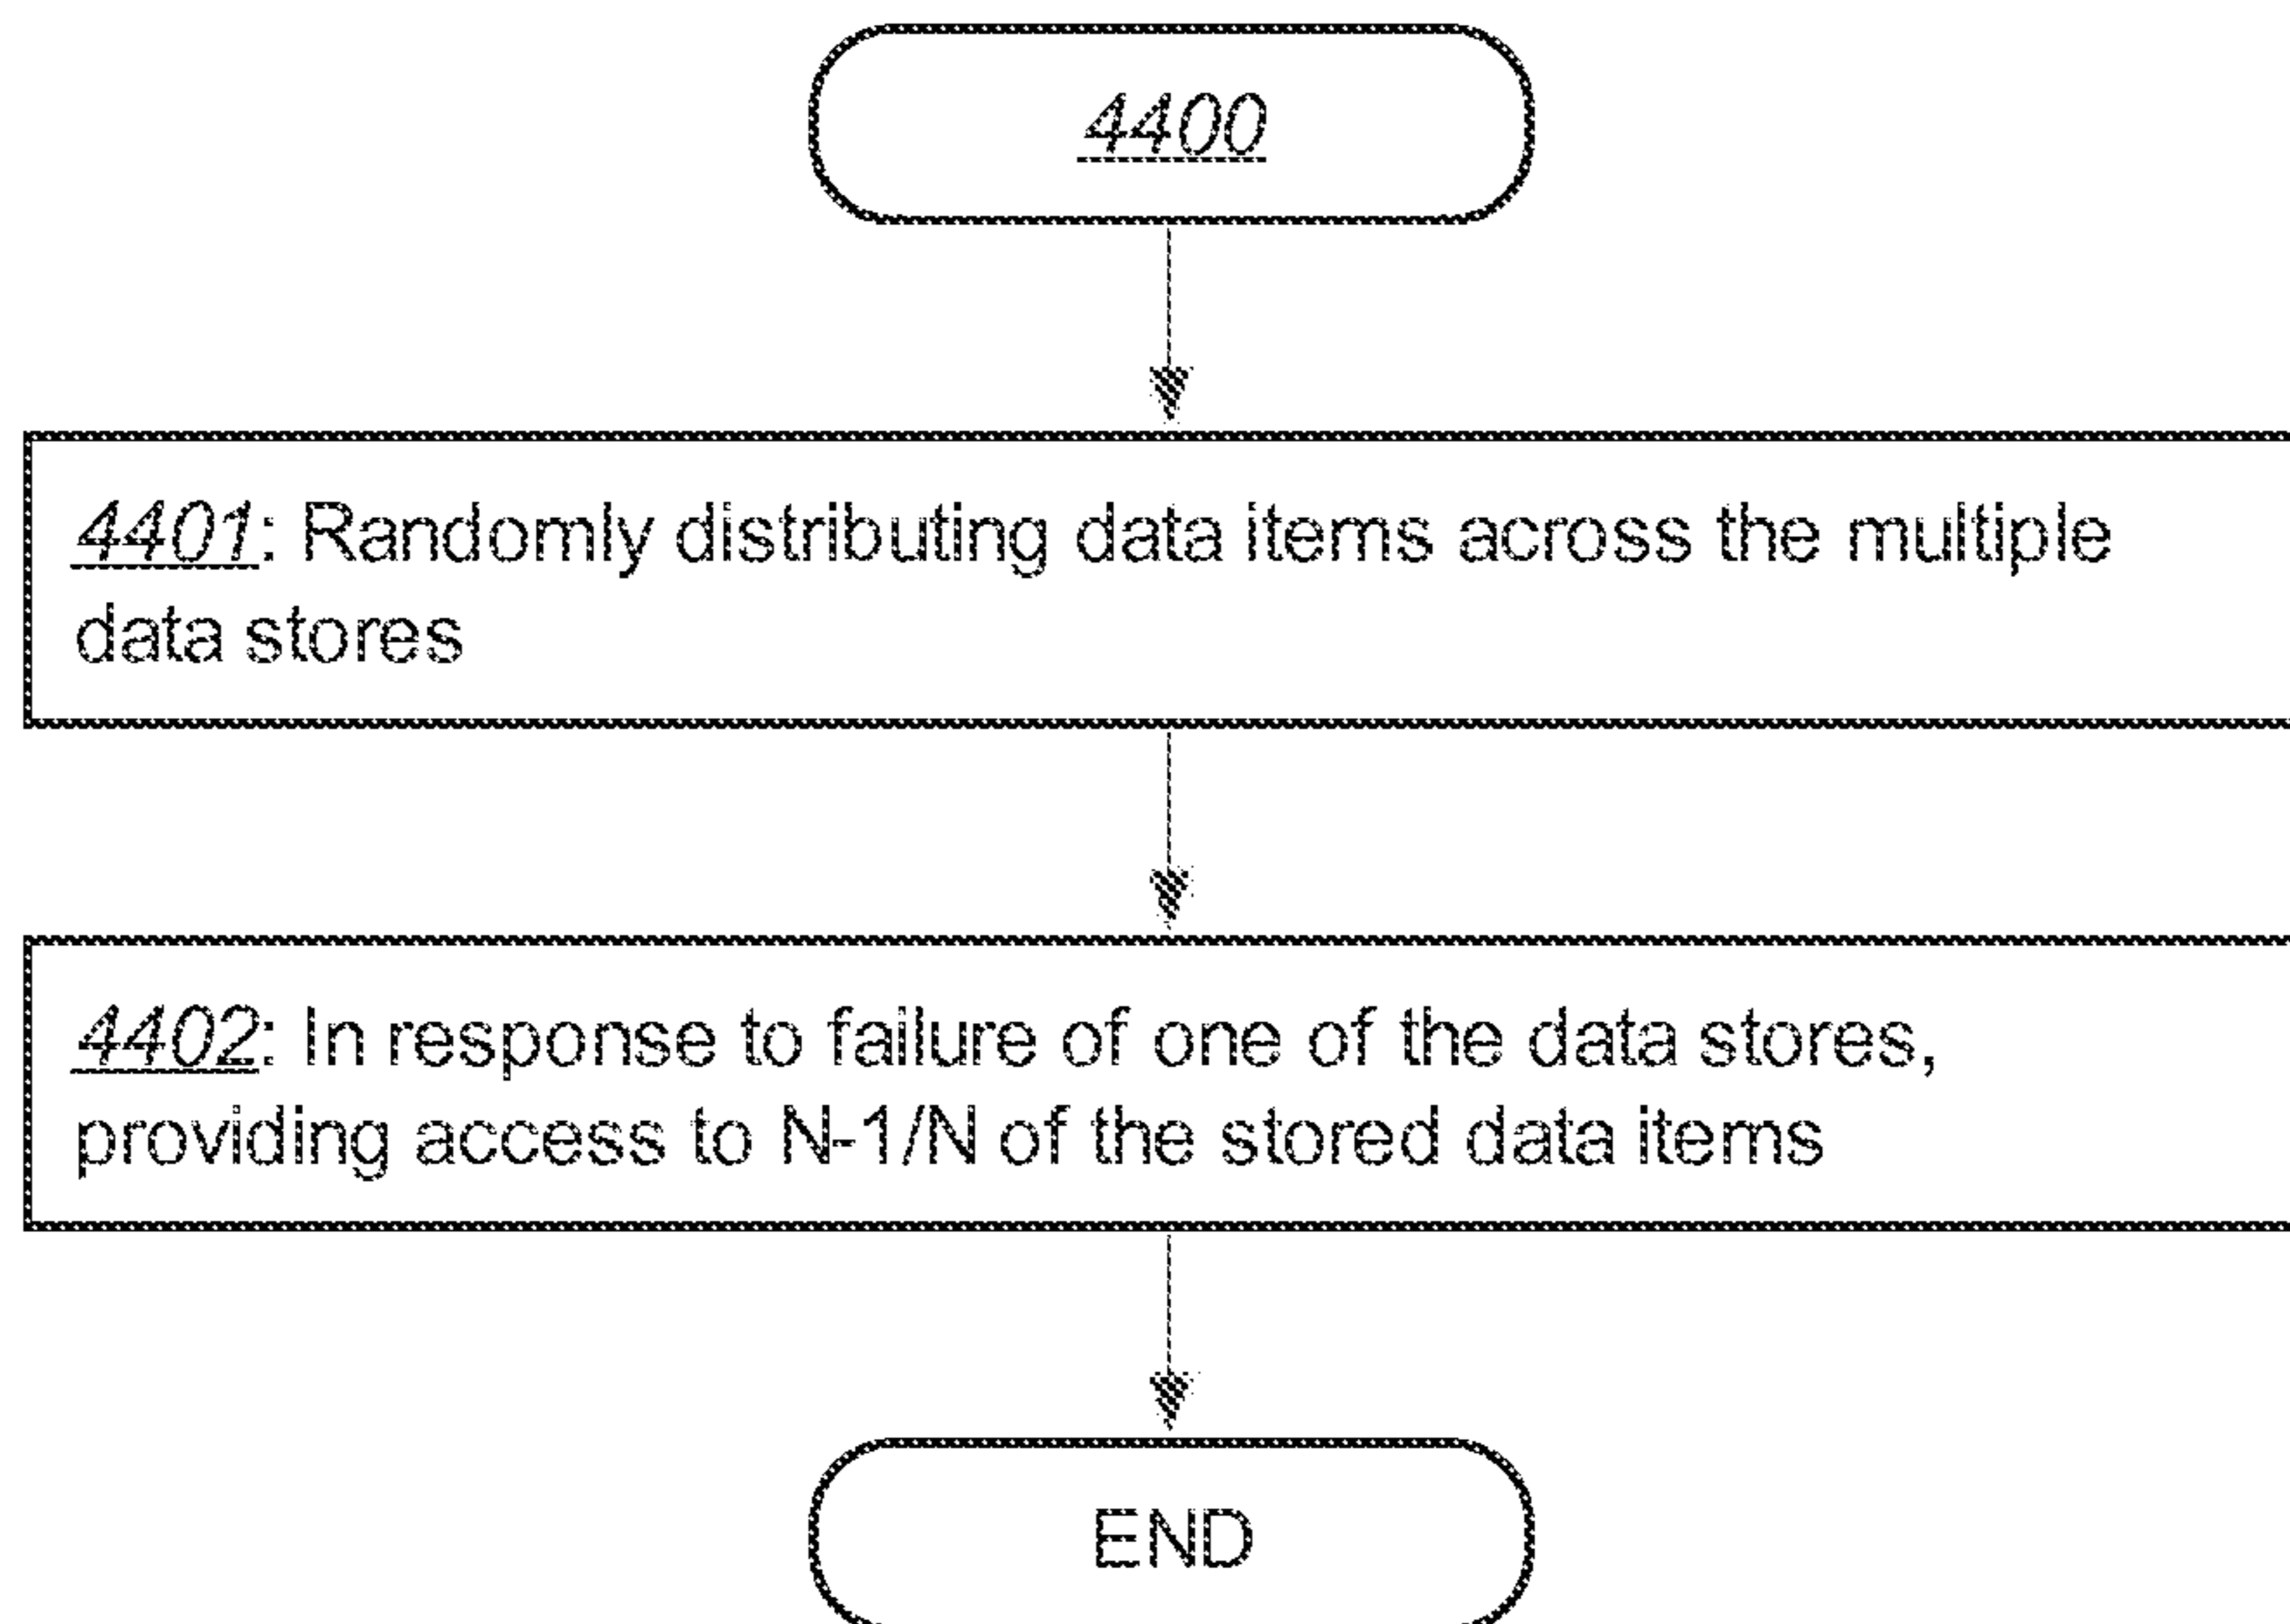 4400
4401: Randomly distributing data items across the multiple
data stores
4402: In response to failure of one of the data stores,
providing access to N-1/N of the stored data items
END